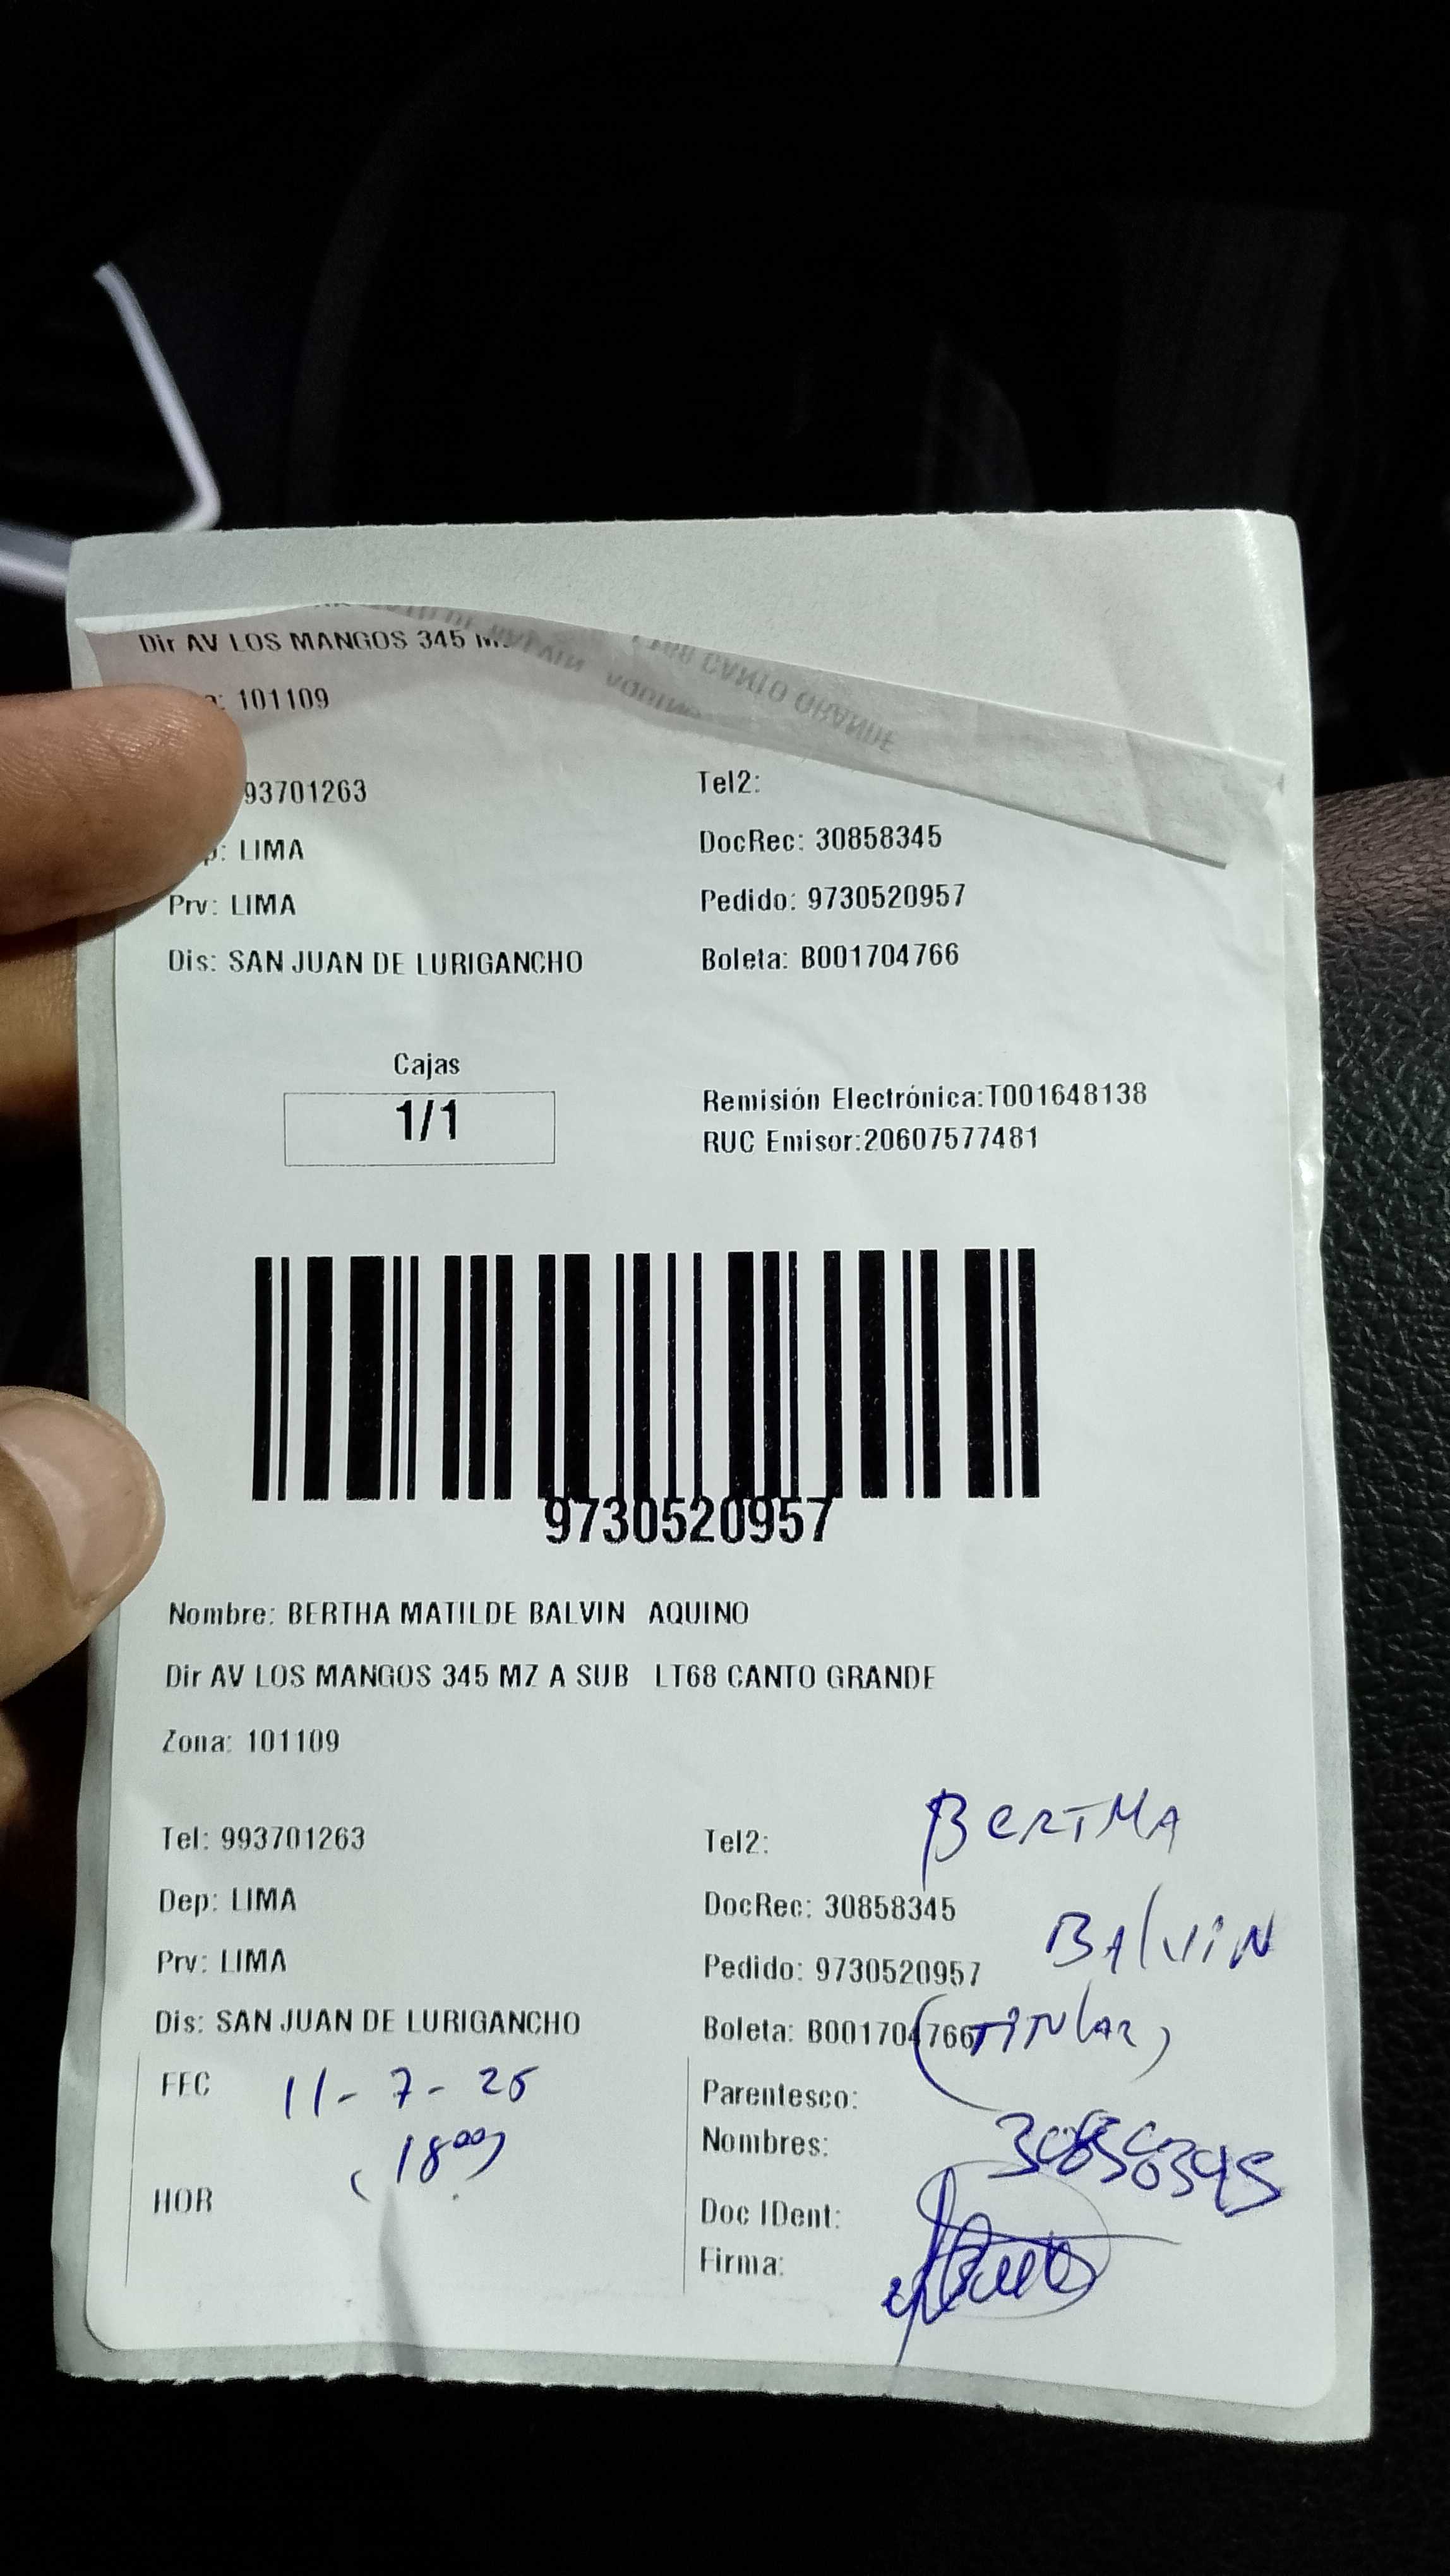 Dir AV LOS MANGOS 345
: 101109
93701263
Tel2:
p: LIMA
DocRec: 30858345
Prv: LIMA
Pedido: 9730520957
Dis: SAN JUAN DE LURIGANCHO
Boleta: B001704766
Cajas
1/1
Remisión Electrónica:T001648138
RUC Emisor:20607577481
9730520957
Nombre: BERTHA MATILDE BALVIN AQUINO
Dir AV LOS MANGOS 345 MZ A SUB LT68 CANTO GRANDE
Zona: 101109
BERTHA
Tel: 993701263
Tel2:
Dep: LIMA
DocRec: 30858345
BALVIN
Prv: LIMA
Pedido: 9730520957
Dis: SAN JUAN DE LURIGANCHO
Boleta: B001704766
(TITULAR)
FEC 11-7-25
Parentesco:
Nombres:
30858345
1800
HOR
Doc IDent:
Firma: